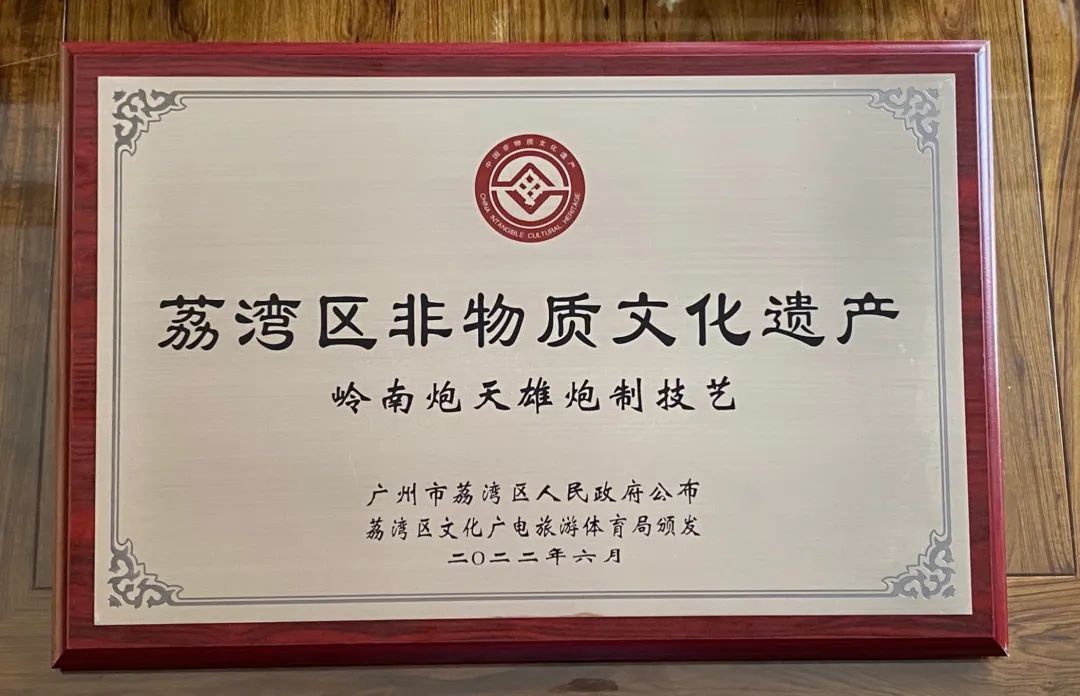 中国非物质文化遗产
CHINA INTANGIBLE CULTURAL HERITAGE
荔湾区非物质文化遗产
岭南炮天雄炮制技艺
广州市荔湾区人民政府公布
荔湾区文化广电旅游体育局颁发
二〇二二年六月